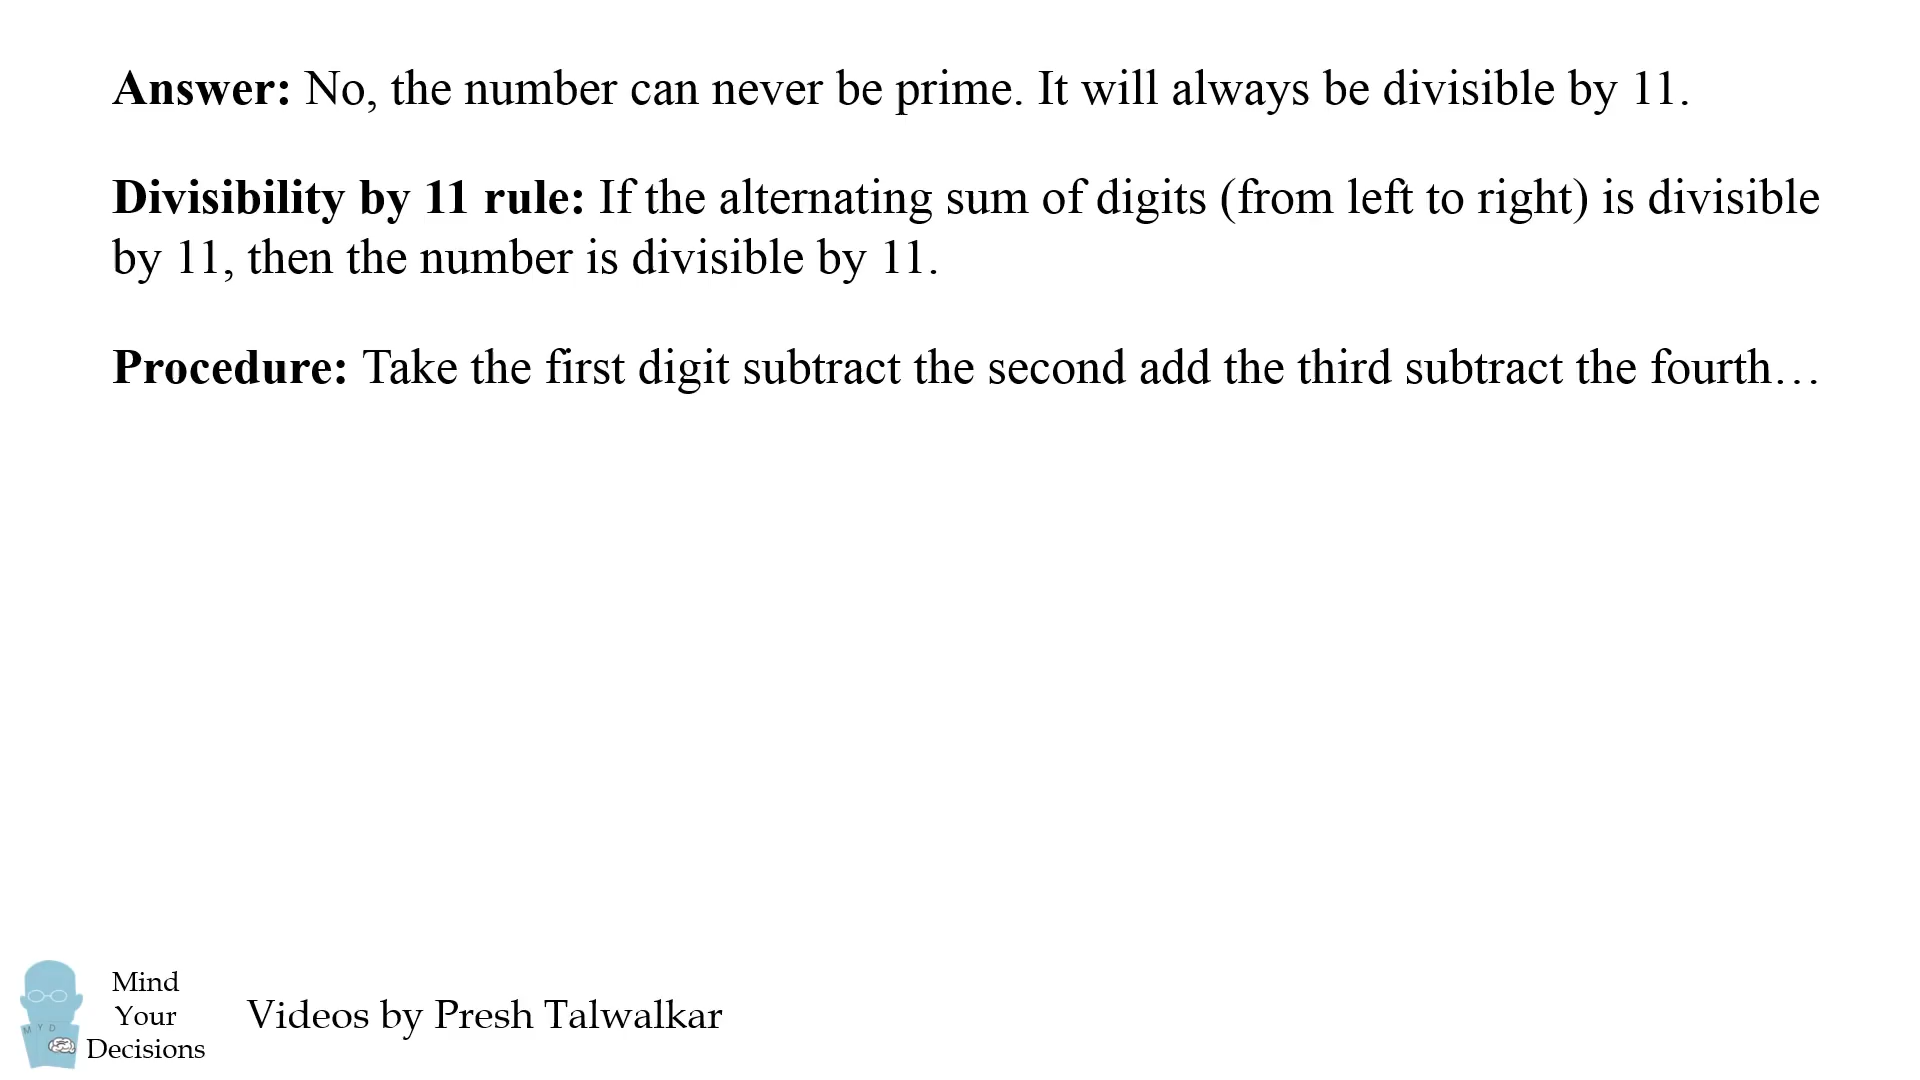 Answer: No, the number can never be prime. It will always be divisible by 11.
Divisibility by 11 rule: If the alternating sum of digits (from left to right) is divisible
by 11, then the number is divisible by 11.
Procedure: Take the first digit subtract the second add the third subtract the fourth…
M Y D
Mind
Your
Decisions
Videos by Presh Talwalkar